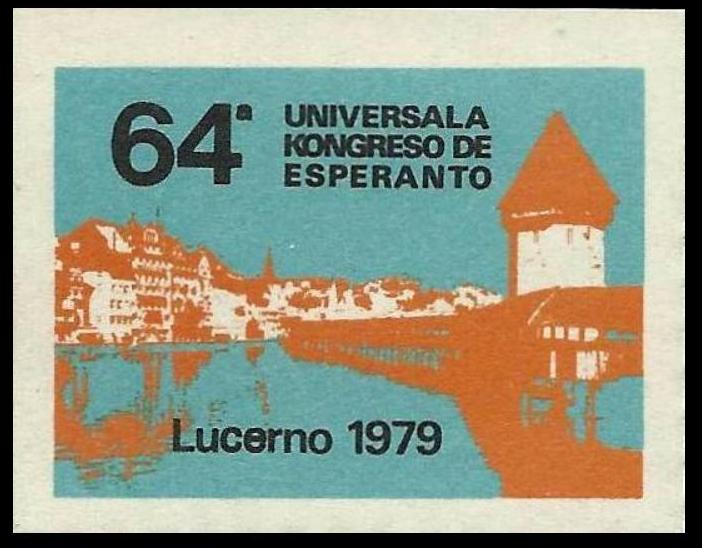 64ª UNIVERSALA
KONGRESO DE
ESPERANTO
Lucerno 1979